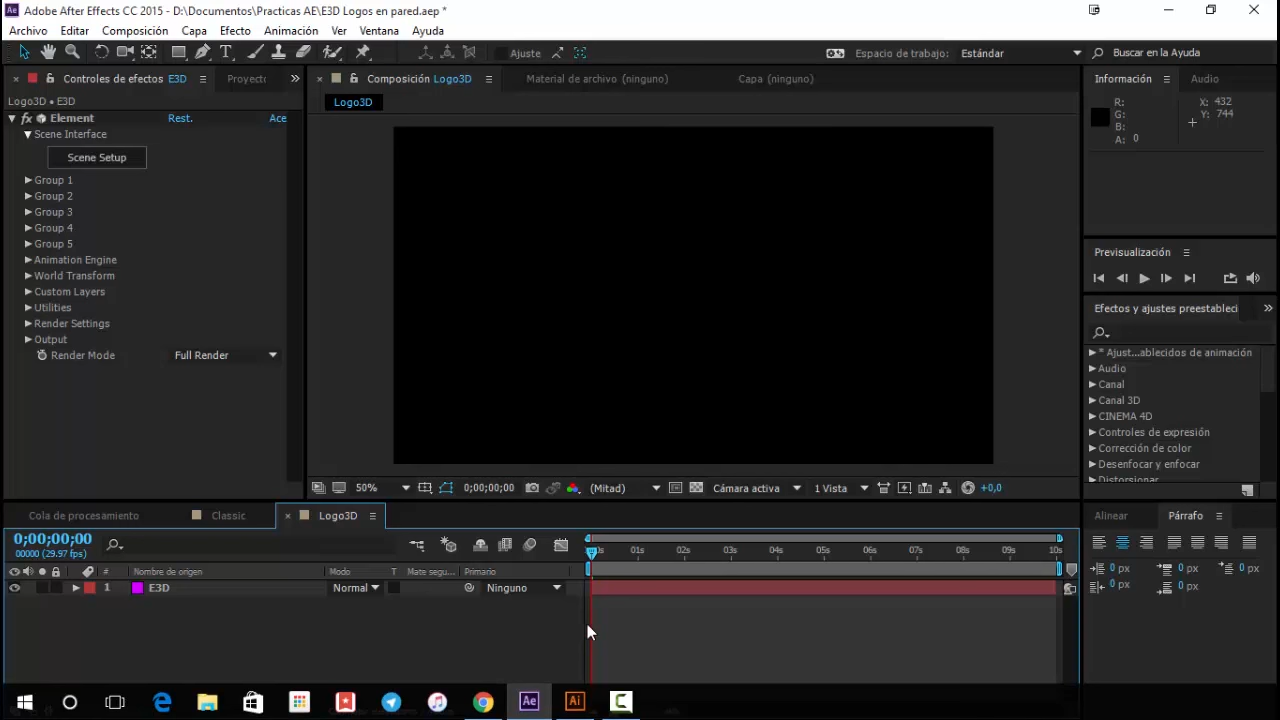 Adobe After Effects CC 2015 - D:\Documentos\Practicas AE\E3D Logos en pared.aep *
Archivo Editar Composición Capa Efecto Animación Ver Ventana Ayuda
Ajuste Espacio de trabajo: Estándar Buscar en la Ayuda
Controles de efectos E3D Proyecto
Composición Logo3D Material de archivo (ninguno) Capa (ninguno)
Información Audio
Logo3D • E3D
Logo3D
R: X: 432
G: Y: 744
B:
A: 0
fx Element Rest. Ace
Scene Interface
Scene Setup
Group 1
Group 2
Group 3
Group 4
Group 5
Animation Engine
World Transform
Custom Layers
Utilities
Render Settings
Output
Render Mode Full Render
Previsualización
Efectos y ajustes preestableci
* Ajust...ablecidos de animación
Audio
Canal
Canal 3D
CINEMA 4D
Controles de expresión
Corrección de color
Desenfocar y enfocar
Distorsionar
50% 0;00;00;00 (Mitad) Cámara activa 1 Vista +0,0
Cola de procesamiento Classic Logo3D
Alinear Párrafo
0;00;00;00
00000 (29.97 fps)
01s 02s 03s 04s 05s 06s 07s 08s 09s 10s
# Nombre de origen Modo T Mate segu... Primario
1 E3D Normal Ninguno
0 px 0 px 0 px
0 px 0 px
Ae Ai